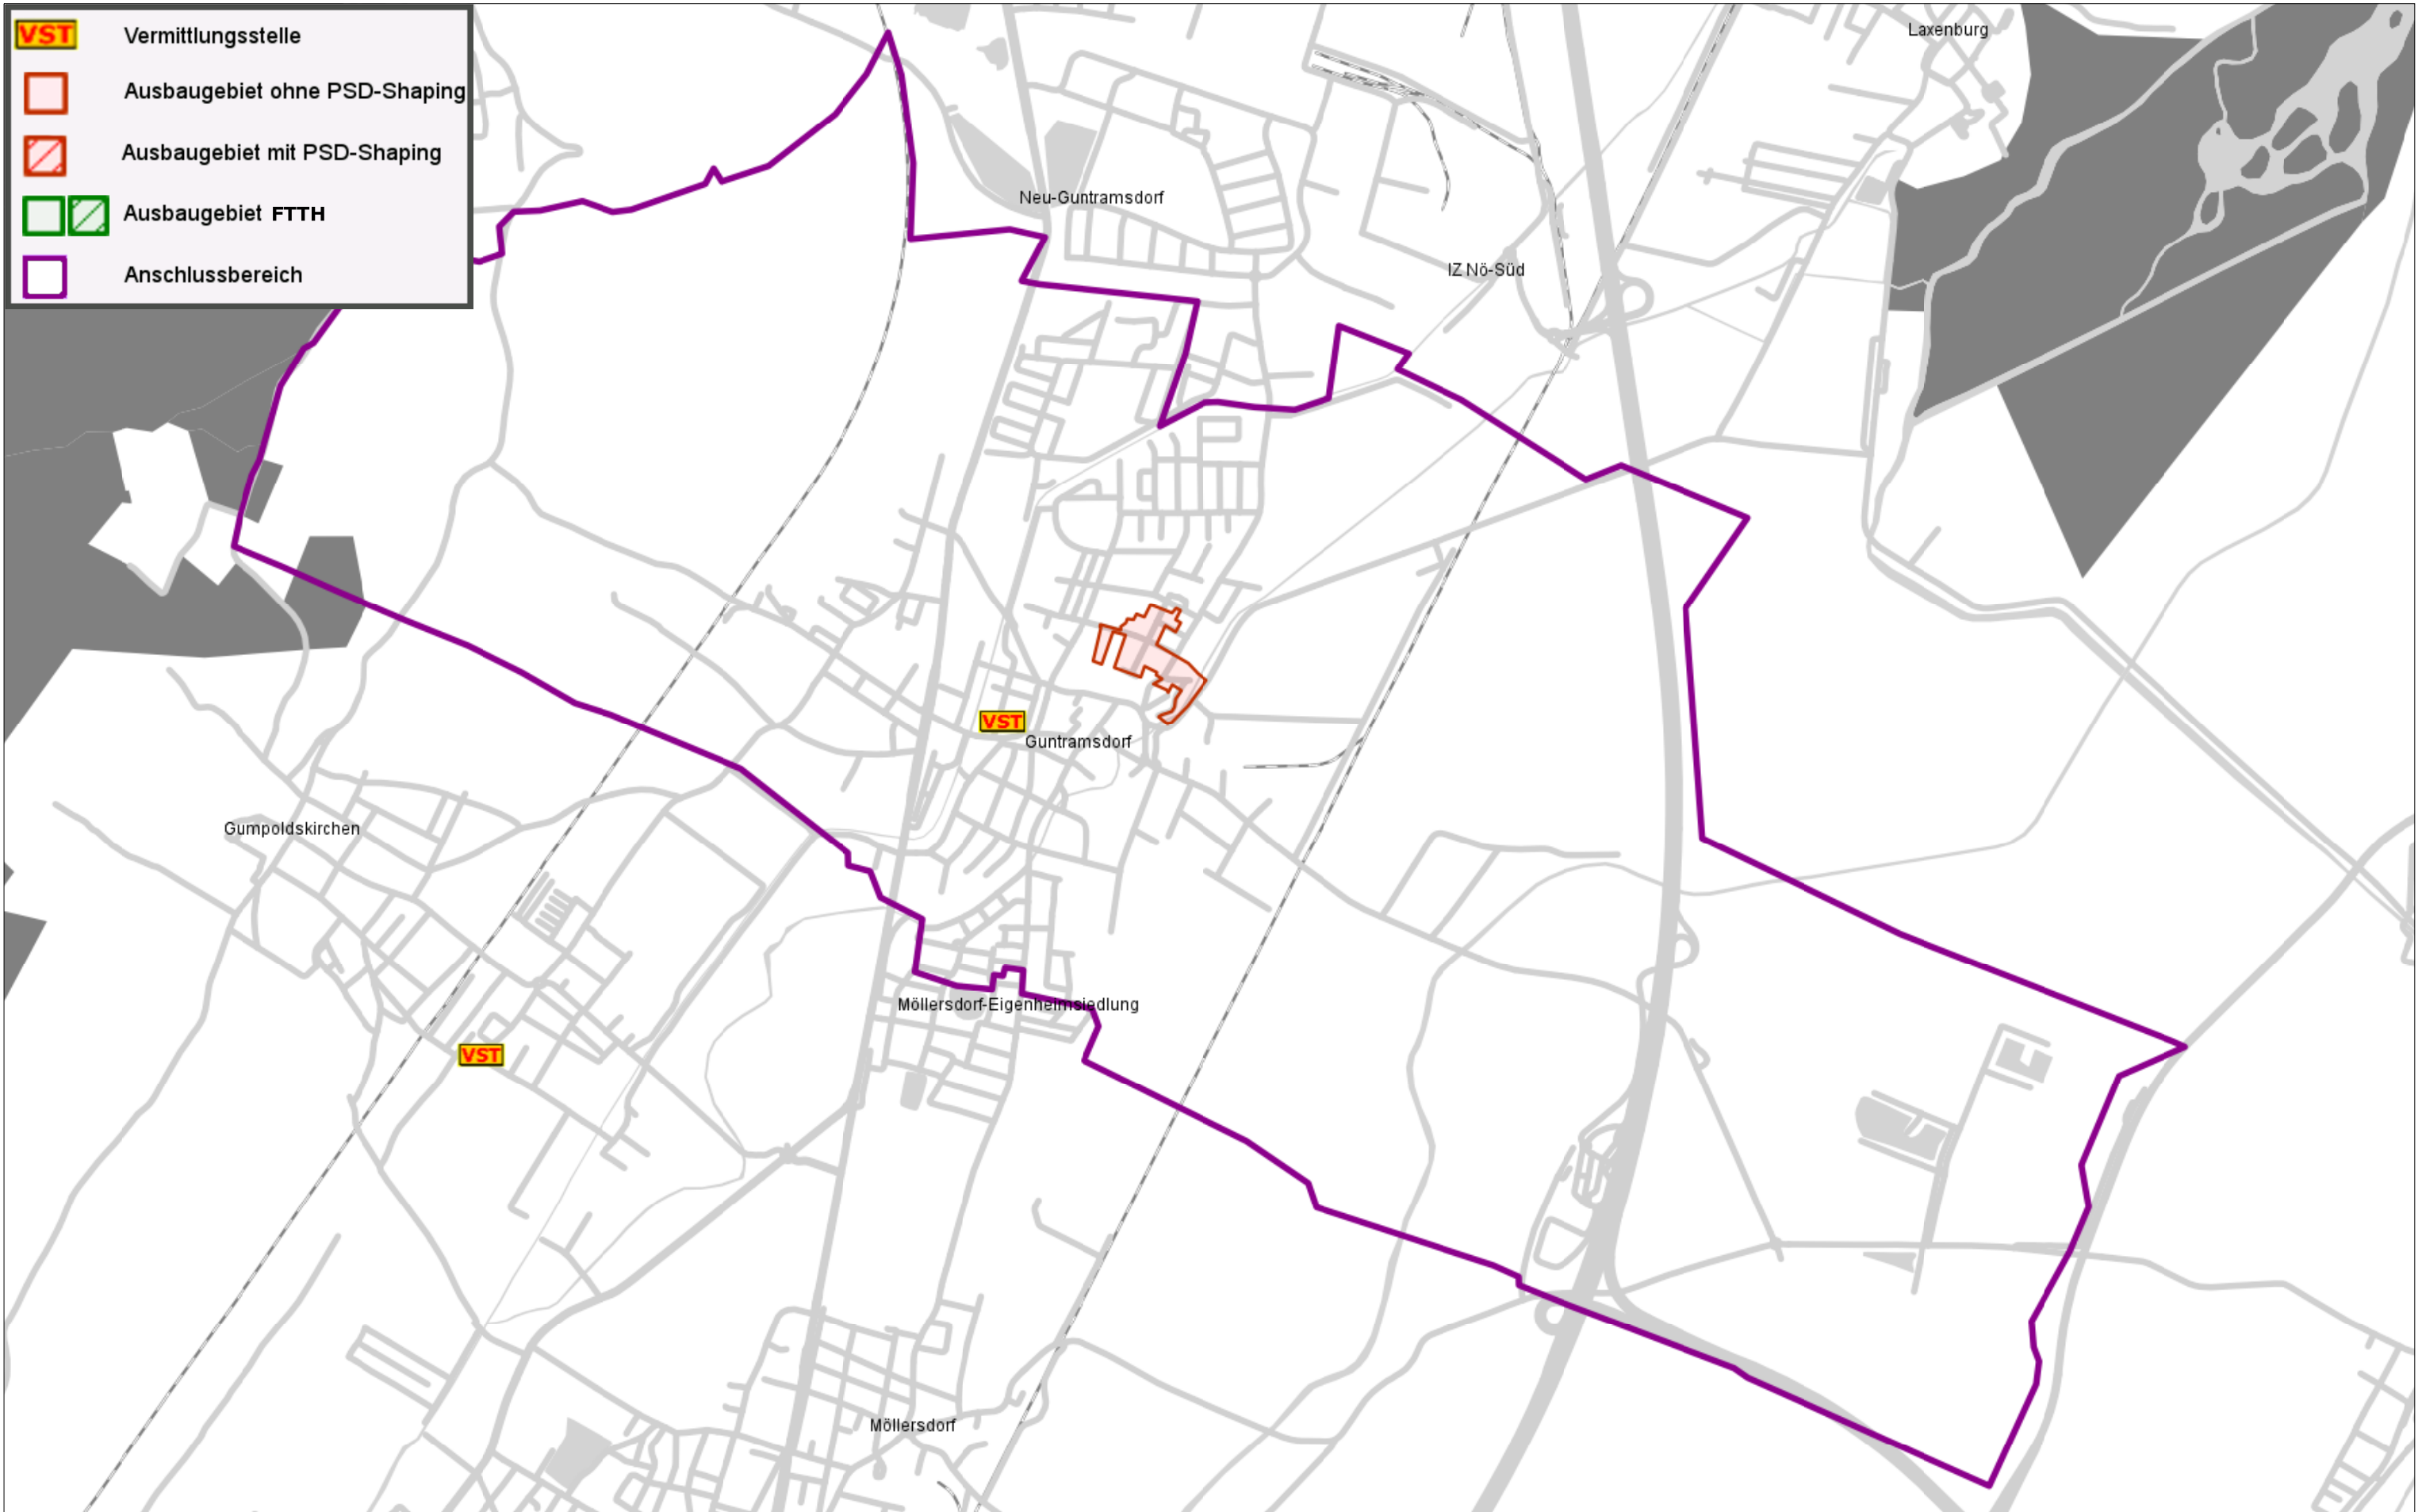 VST Vermittlungsstelle
Ausbaugebiet ohne PSD-Shaping
Ausbaugebiet mit PSD-Shaping
Ausbaugebiet FTTH
Anschlussbereich
Laxenburg
Neu-Guntramsdorf
IZ Nö-Süd
VST
Guntramsdorf
Gumpoldskirchen
Möllersdorf-Eigenheimsiedlung
VST
Möllersdorf